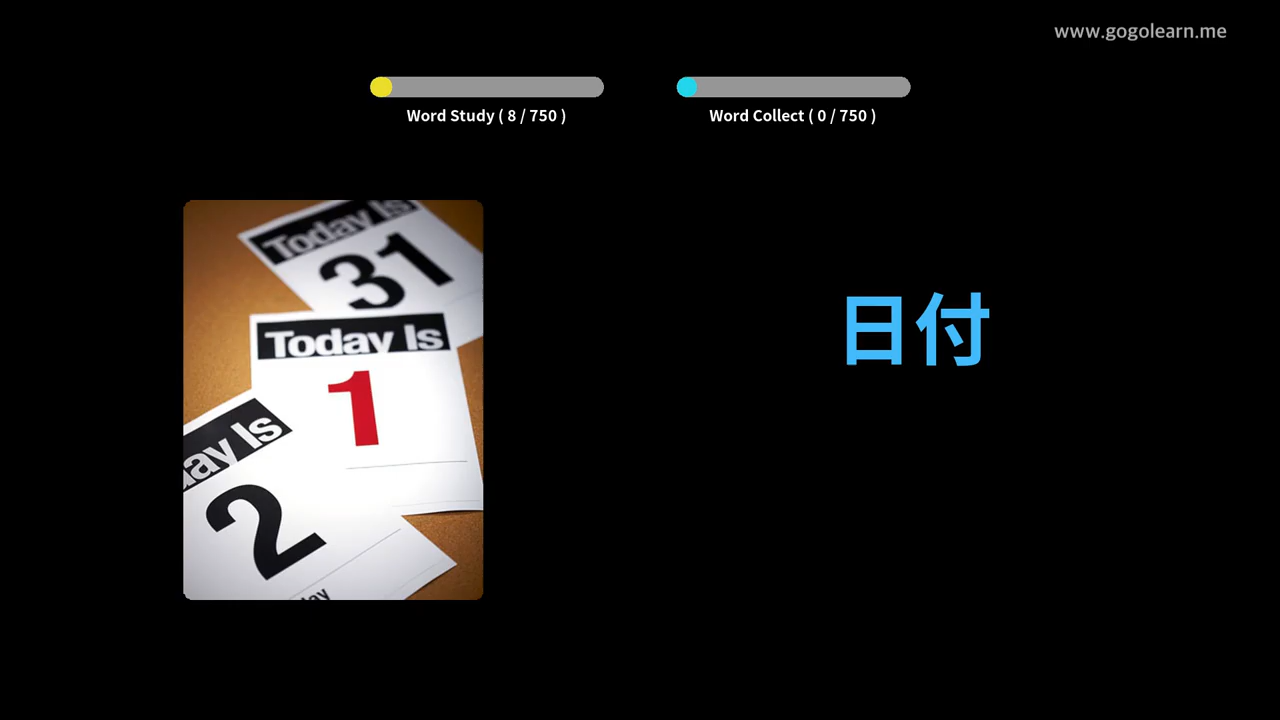 www.gogolearn.me
Word Study ( 8 / 750 )
Word Collect ( 0 / 750 )
Today Is
31
Today Is
1
ay Is
2
ay
日付